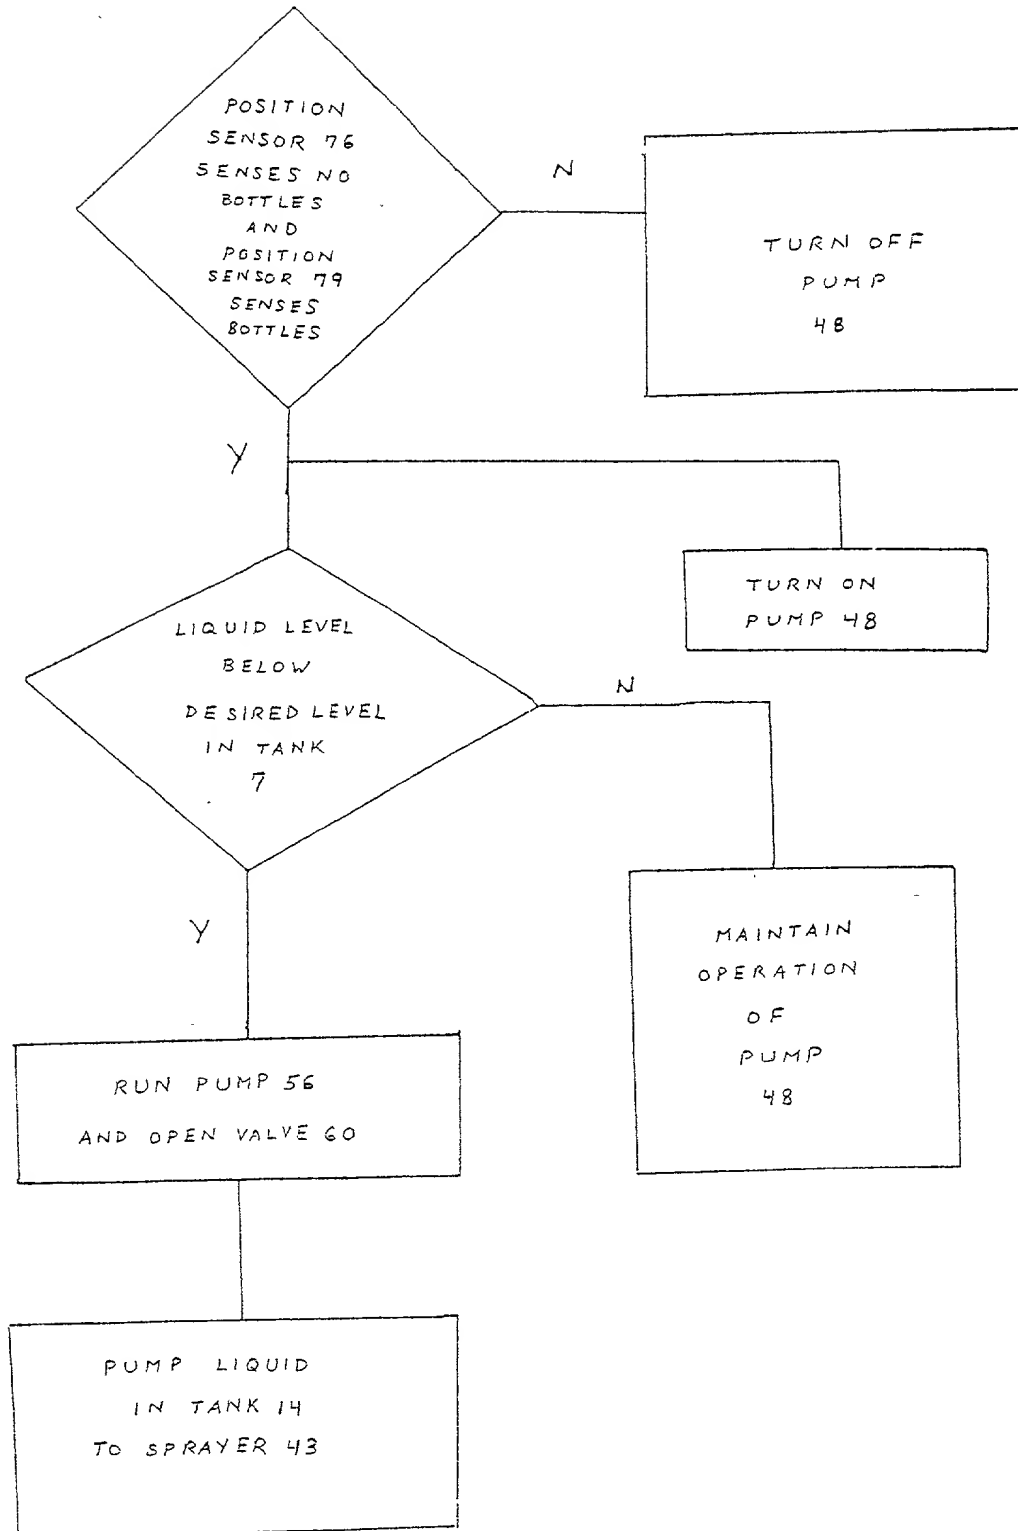 POSITION
SENSOR 76
SENSES NO
BOTTLES
AND
POSITION
SENSOR 79
SENSES
BOTTLES
N
TURN OFF
PUMP
48
Y
TURN ON
PUMP 48
LIQUID LEVEL
BELOW
DESIRED LEVEL
IN TANK
7
N
Y
MAINTAIN
OPERATION
OF
PUMP
48
RUN PUMP 56
AND OPEN VALVE 60
PUMP LIQUID
IN TANK 14
TO SPRAYER 43